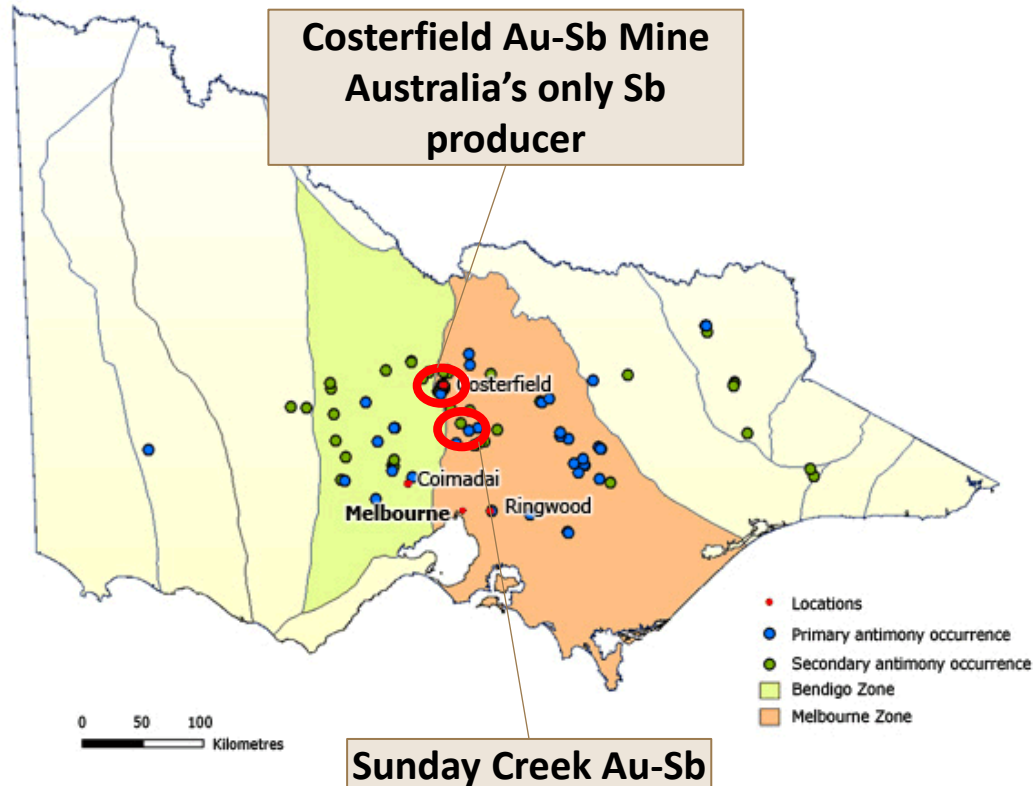 Costerfield Au-Sb Mine
Australia's only Sb
producer
Costerfield
Coimadai
Melbourne
Ringwood
Locations
Primary antimony occurrence
Secondary antimony occurrence
Bendigo Zone
Melbourne Zone
0 50 100
Kilometres
Sunday Creek Au-Sb